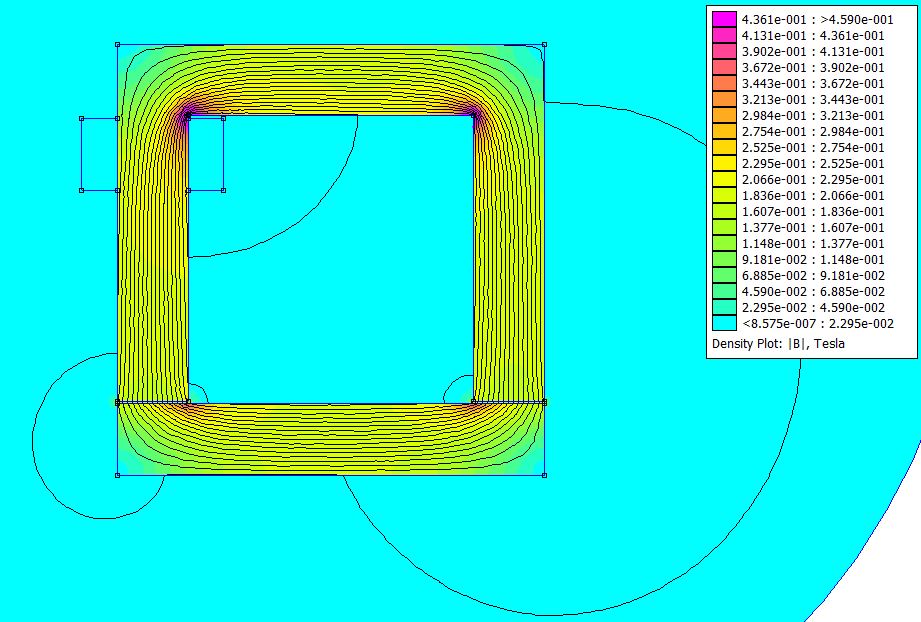 4.361e-001 : >4.590e-001
4.131e-001 : 4.361e-001
3.902e-001 : 4.131e-001
3.672e-001 : 3.902e-001
3.443e-001 : 3.672e-001
3.213e-001 : 3.443e-001
2.984e-001 : 3.213e-001
2.754e-001 : 2.984e-001
2.525e-001 : 2.754e-001
2.295e-001 : 2.525e-001
2.066e-001 : 2.295e-001
1.836e-001 : 2.066e-001
1.607e-001 : 1.836e-001
1.377e-001 : 1.607e-001
1.148e-001 : 1.377e-001
9.181e-002 : 1.148e-001
6.885e-002 : 9.181e-002
4.590e-002 : 6.885e-002
2.295e-002 : 4.590e-002
<8.575e-007 : 2.295e-002
Density Plot: |B|, Tesla